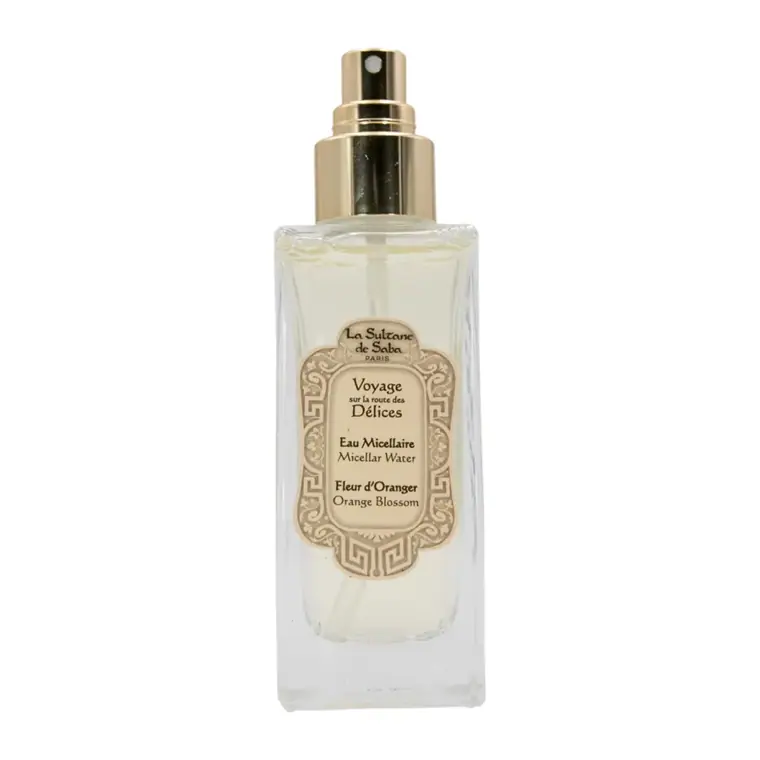 La Sultane
de Saba
PARIS
Voyage
sur la route des
Délices
Eau Micellaire
Micellar Water
Fleur d'Oranger
Orange Blossom